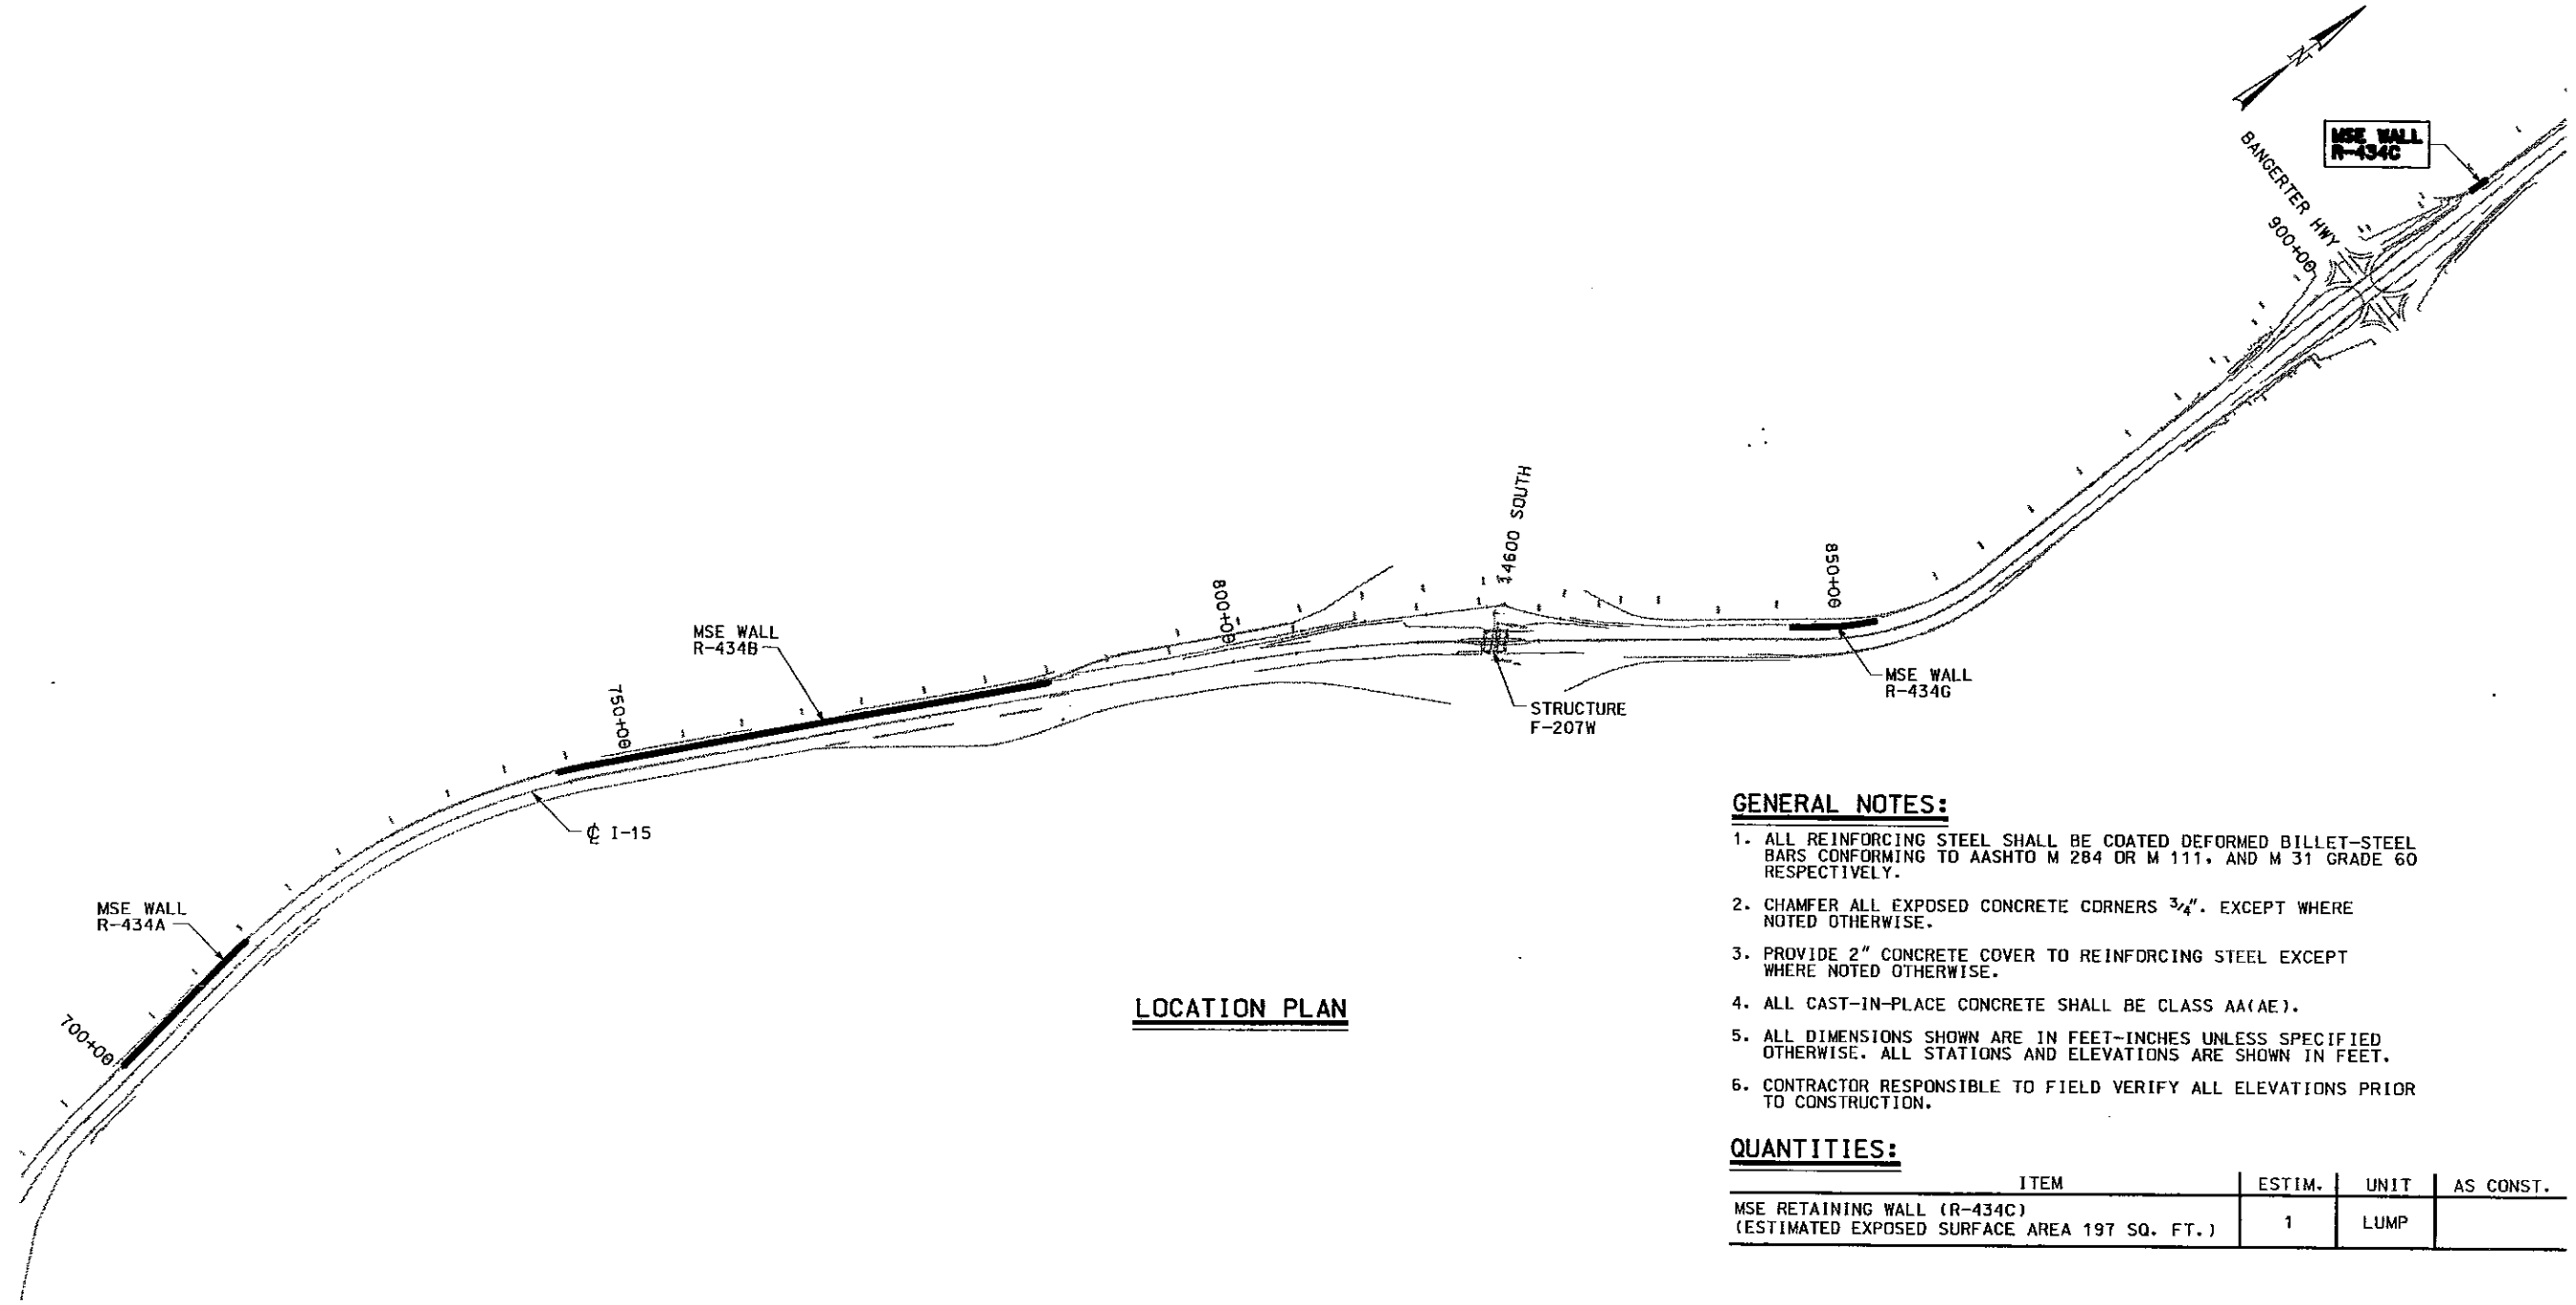 N
MSE WALL
R-434C
BANGERTER HWY
900+00
14600 SOUTH
850+00
800+00
MSE WALL
R-434B
750+00
MSE WALL
R-434G
STRUCTURE
F-207W
℄ I-15
MSE WALL
R-434A
700+00
LOCATION PLAN
GENERAL NOTES:
1. ALL REINFORCING STEEL SHALL BE COATED DEFORMED BILLET-STEEL
BARS CONFORMING TO AASHTO M 284 OR M 111, AND M 31 GRADE 60
RESPECTIVELY.
2. CHAMFER ALL EXPOSED CONCRETE CORNERS 3/4". EXCEPT WHERE
NOTED OTHERWISE.
3. PROVIDE 2" CONCRETE COVER TO REINFORCING STEEL EXCEPT
WHERE NOTED OTHERWISE.
4. ALL CAST-IN-PLACE CONCRETE SHALL BE CLASS AA(AE).
5. ALL DIMENSIONS SHOWN ARE IN FEET-INCHES UNLESS SPECIFIED
OTHERWISE. ALL STATIONS AND ELEVATIONS ARE SHOWN IN FEET.
6. CONTRACTOR RESPONSIBLE TO FIELD VERIFY ALL ELEVATIONS PRIOR
TO CONSTRUCTION.
QUANTITIES:
ITEM ESTIM. UNIT AS CONST.
MSE RETAINING WALL (R-434C)
(ESTIMATED EXPOSED SURFACE AREA 197 SQ. FT.) 1 LUMP